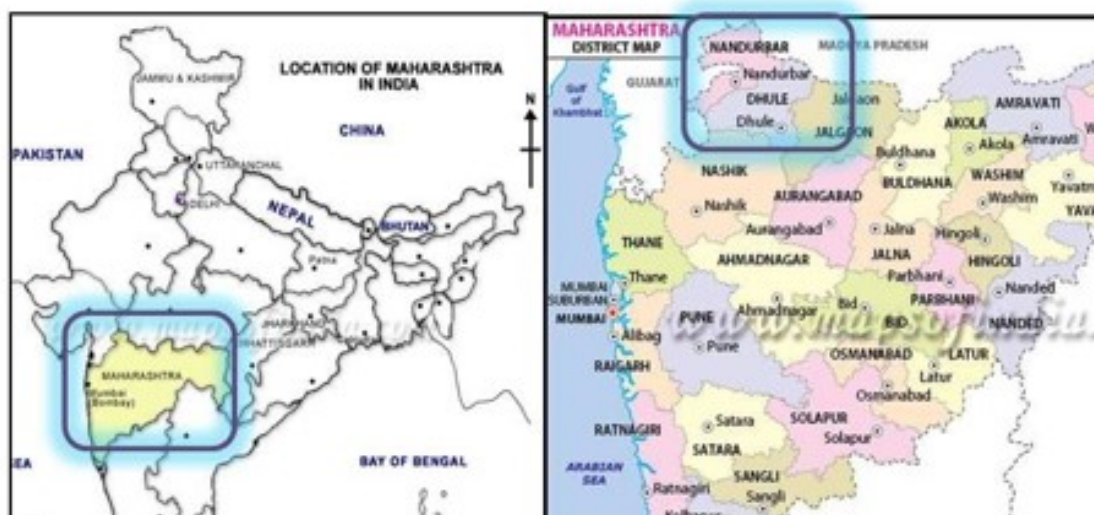 LOCATION OF MAHARASHTRA
IN INDIA
JAMMU & KASHMIR
CHINA
N
PAKISTAN
UTTARANCHAL
DELHI
NEPAL
BHUTAN
Patna
JHARKHAND
MAHARASHTRA
Mumbai
(Bombay)
BAY OF BENGAL
MAHARASHTRA
DISTRICT MAP
NANDURBAR
MADHYA PRADESH
GUJARAT
Nandurbar
Gulf
of
Khambhat
DHULE
Dhule
Jalgaon
JALGAON
AMRAVATI
Amravati
AKOLA
Akola
Buldhana
BULDHANA
WASHIM
Washim
NASHIK
Nashik
AURANGABAD
Aurangabad
Jalna
JALNA
Hingoli
HINGOLI
THANE
Thane
AHMADNAGAR
Ahmadnagar
Parbhani
PARBHANI
Nanded
NANDED
MUMBAI
SUBURBAN
MUMBAI
PUNE
Pune
Bid
BID
www.mapsofindia.
Alibag
RAIGARH
OSMANABAD
Osmanabad
LATUR
Latur
RATNAGIRI
Satara
SATARA
SOLAPUR
Solapur
ARABIAN
SEA
SANGLI
Sangli
Ratnagiri